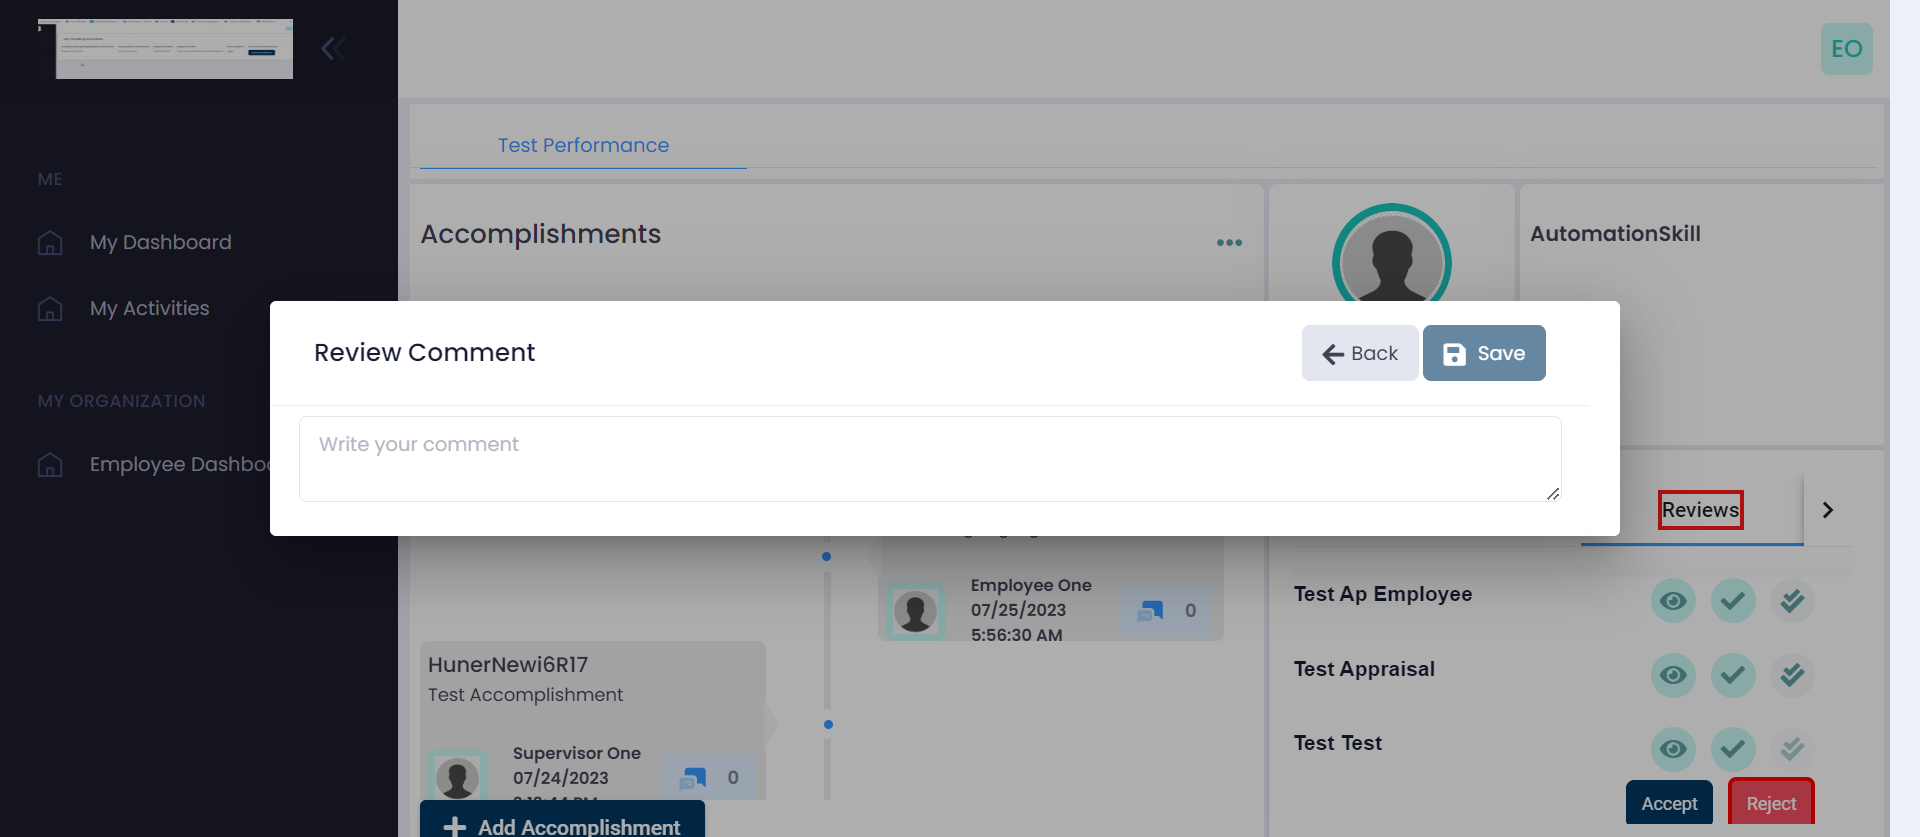 EO
ME
My Dashboard
My Activities
MY ORGANIZATION
Employee Dashboa
Test Performance
Accomplishments
AutomationSkill
Review Comment
Back
Save
Write your comment
Reviews
Employee One
07/25/2023
5:56:30 AM
0
HunerNewi6R17
Test Accomplishment
Supervisor One
07/24/2023
0
Add Accomplishment
Test Ap Employee
Test Appraisal
Test Test
Accept
Reject